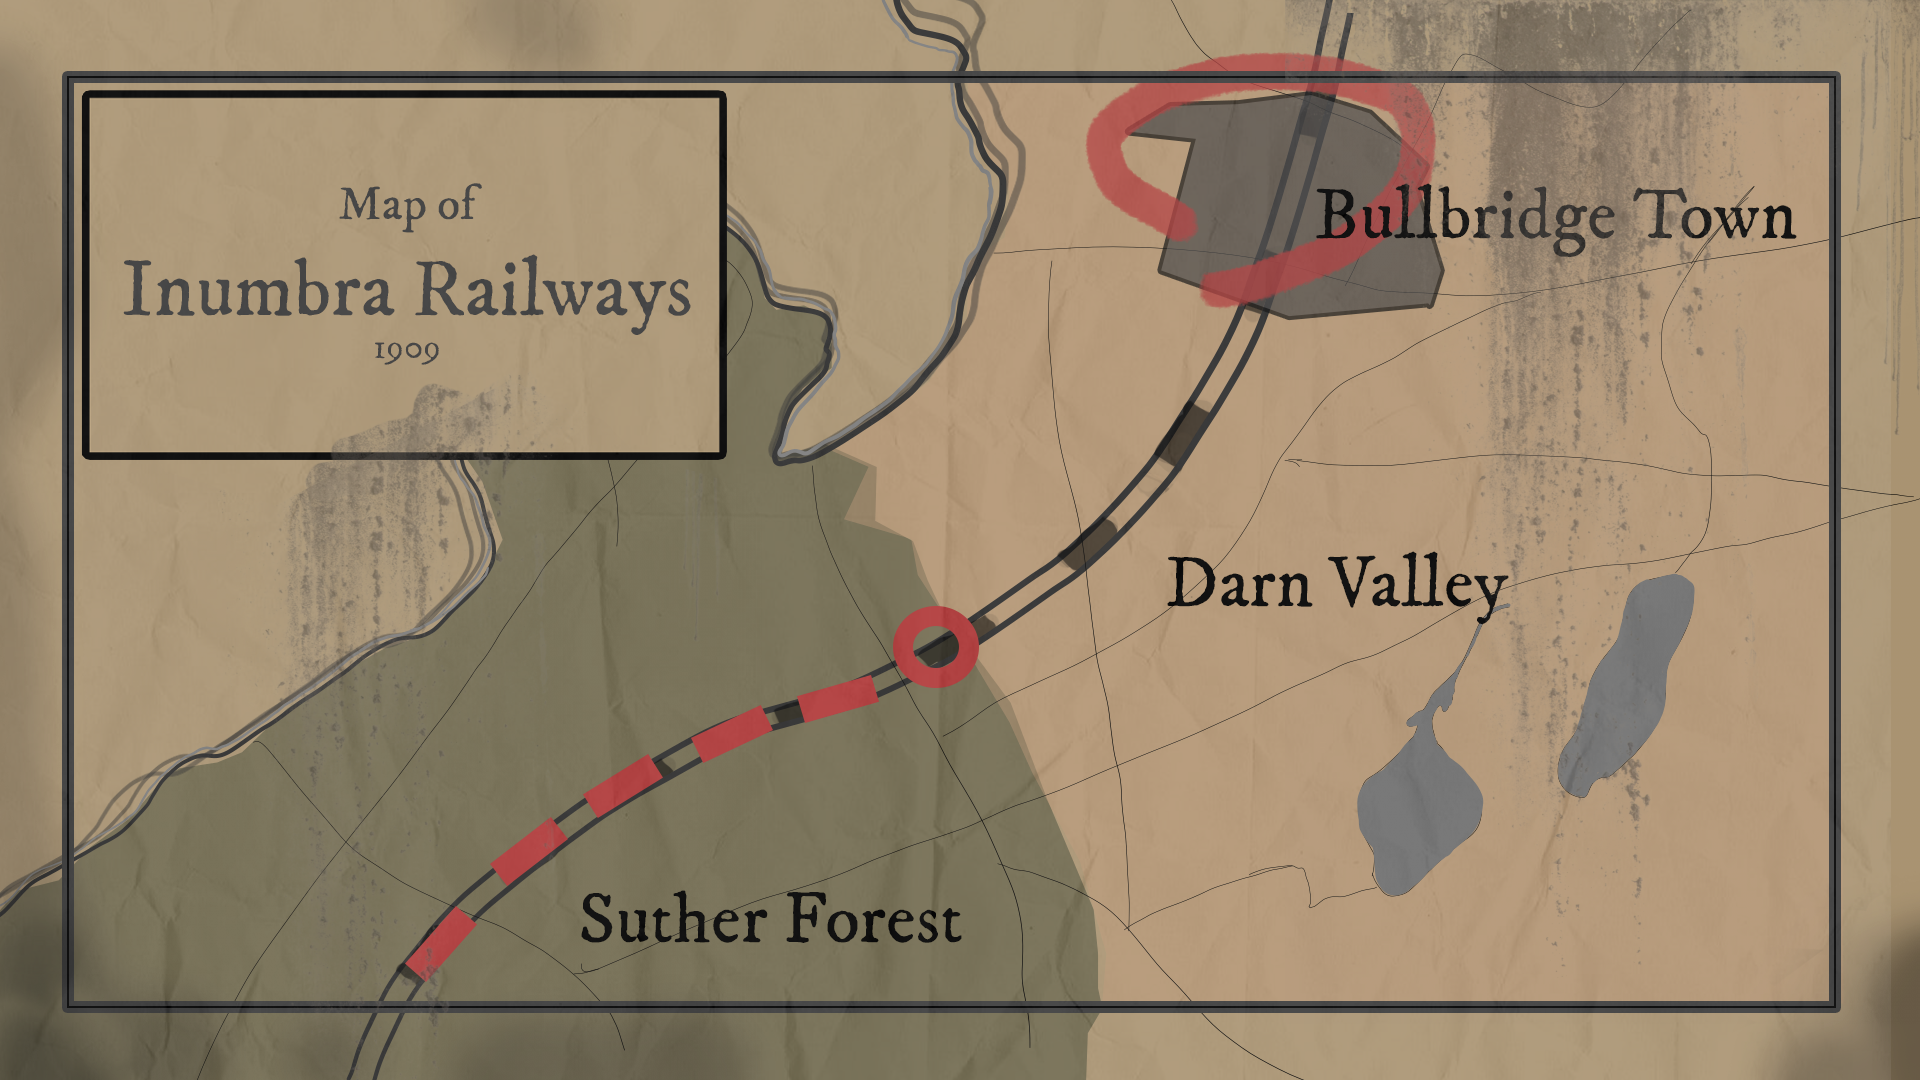 Map of
Inumbra Railways
1909
Bullbridge Town
Darn Valley
Suther Forest